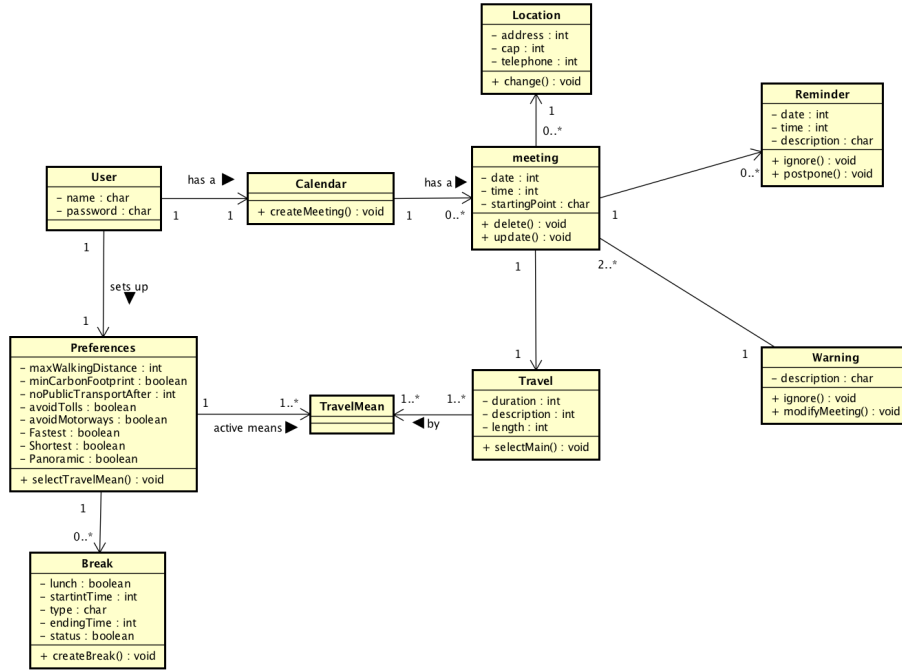 Location
– address : int
– cap : int
– telephone : int
+ change() : void
1
0..*
Reminder
– date : int
– time : int
– description : char
+ ignore() : void
+ postpone() : void
0..*
meeting
– date : int
– time : int
– startingPoint : char
+ delete() : void
+ update() : void
1
2..*
1
User
– name : char
– password : char
has a
1
1
Calendar
+ createMeeting() : void
has a
1
0..*
1
sets up
1
1
Preferences
– maxWalkingDistance : int
– minCarbonFootprint : boolean
– noPublicTransportAfter : int
– avoidTolls : boolean
– avoidMotorways : boolean
– Fastest : boolean
– Shortest : boolean
– Panoramic : boolean
+ selectTravelMean() : void
1
1..*
active means
TravelMean
1..*
1..*
by
Travel
– duration : int
– description : int
– length : int
+ selectMain() : void
1
Warning
– description : char
+ ignore() : void
+ modifyMeeting() : void
1
0..*
Break
– lunch : boolean
– startintTime : int
– type : char
– endingTime : int
– status : boolean
+ createBreak() : void